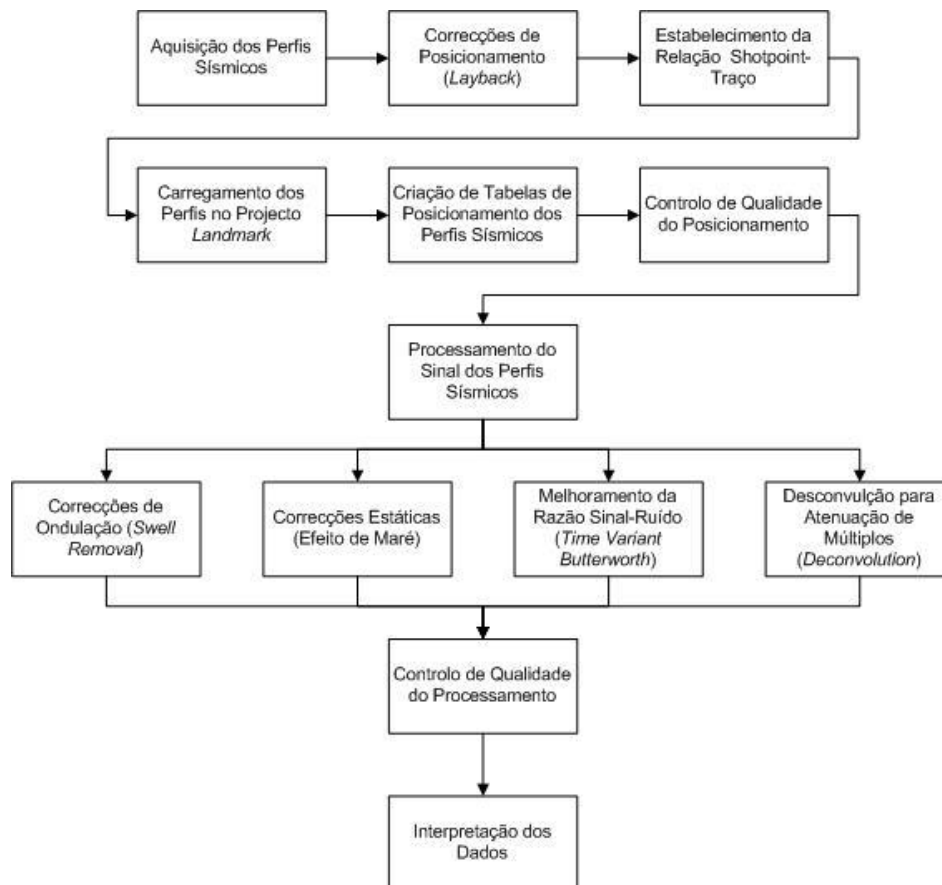 Aquisição dos Perfis
Sísmicos
Correcções de
Posicionamento
(Layback)
Estabelecimento da
Relação Shotpoint-
Traço
Carregamento dos
Perfis no Projecto
Landmark
Criação de Tabelas de
Posicionamento dos
Perfis Sísmicos
Controlo de Qualidade
do Posicionamento
Processamento do
Sinal dos Perfis
Sísmicos
Correcções de
Ondulação (Swell
Removal)
Correcções Estáticas
(Efeito de Maré)
Melhoramento da
Razão Sinal-Ruído
(Time Variant
Butterworth)
Desconvulção para
Atenuação de
Múltiplos
(Deconvolution)
Controlo de Qualidade
do Processamento
Interpretação dos
Dados